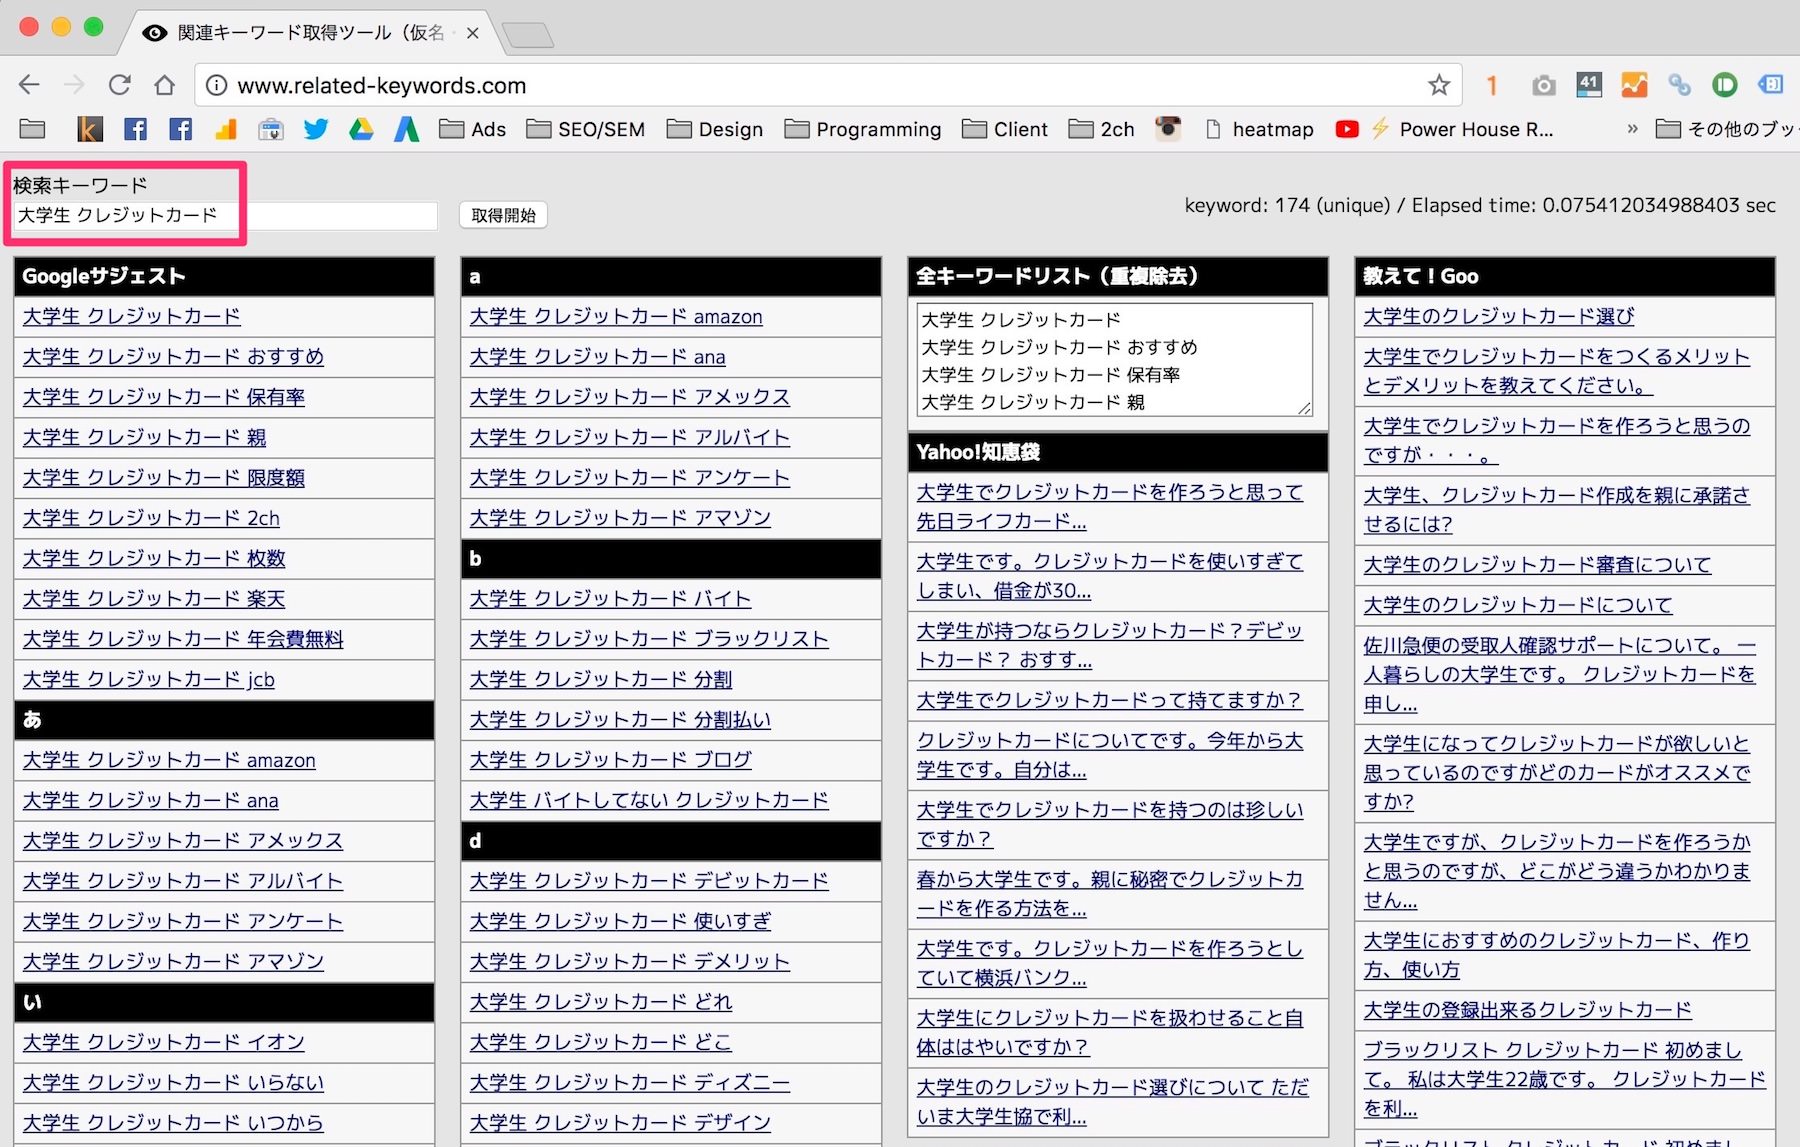 関連キーワード取得ツール（仮名
www.related-keywords.com
1
41
Ads
SEO/SEM
Design
Programming
Client
2ch
heatmap
Power House R...
»
その他のブッ
検索キーワード
大学生 クレジットカード
取得開始
keyword: 174 (unique) / Elapsed time: 0.075412034988403 sec
Googleサジェスト
大学生 クレジットカード
大学生 クレジットカード おすすめ
大学生 クレジットカード 保有率
大学生 クレジットカード 親
大学生 クレジットカード 限度額
大学生 クレジットカード 2ch
大学生 クレジットカード 枚数
大学生 クレジットカード 楽天
大学生 クレジットカード 年会費無料
大学生 クレジットカード jcb
あ
大学生 クレジットカード amazon
大学生 クレジットカード ana
大学生 クレジットカード アメックス
大学生 クレジットカード アルバイト
大学生 クレジットカード アンケート
大学生 クレジットカード アマゾン
い
大学生 クレジットカード イオン
大学生 クレジットカード いらない
大学生 クレジットカード いつから
a
大学生 クレジットカード amazon
大学生 クレジットカード ana
大学生 クレジットカード アメックス
大学生 クレジットカード アルバイト
大学生 クレジットカード アンケート
大学生 クレジットカード アマゾン
b
大学生 クレジットカード バイト
大学生 クレジットカード ブラックリスト
大学生 クレジットカード 分割
大学生 クレジットカード 分割払い
大学生 クレジットカード ブログ
大学生 バイトしてない クレジットカード
d
大学生 クレジットカード デビットカード
大学生 クレジットカード 使いすぎ
大学生 クレジットカード デメリット
大学生 クレジットカード どれ
大学生 クレジットカード どこ
大学生 クレジットカード ディズニー
大学生 クレジットカード デザイン
全キーワードリスト（重複除去）
大学生 クレジットカード
大学生 クレジットカード おすすめ
大学生 クレジットカード 保有率
大学生 クレジットカード 親
Yahoo!知恵袋
大学生でクレジットカードを作ろうと思って
先日ライフカード...
大学生です。クレジットカードを使いすぎて
しまい、借金が30...
大学生が持つならクレジットカード？デビッ
トカード？ おすす...
大学生でクレジットカードって持てますか？
クレジットカードについてです。今年から大
学生です。自分は...
大学生でクレジットカードを持つのは珍しい
ですか？
春から大学生です。親に秘密でクレジットカ
ードを作る方法を...
大学生です。クレジットカードを作ろうとし
ていて横浜バンク...
大学生にクレジットカードを扱わせること自
体ははやいですか？
大学生のクレジットカード選びについて ただ
いま大学生協で利...
教えて！Goo
大学生のクレジットカード選び
大学生でクレジットカードをつくるメリット
とデメリットを教えてください。
大学生でクレジットカードを作ろうと思うの
ですが・・・。
大学生、クレジットカード作成を親に承諾さ
せるには?
大学生のクレジットカード審査について
大学生のクレジットカードについて
佐川急便の受取人確認サポートについて。 一
人暮らしの大学生です。 クレジットカードを
申し...
大学生になってクレジットカードが欲しいと
思っているのですがどのカードがオススメで
すか?
大学生ですが、クレジットカードを作ろうか
と思うのですが、どこがどう違うかわかりま
せん...
大学生におすすめのクレジットカード、作り
方、使い方
大学生の登録出来るクレジットカード
ブラックリスト クレジットカード 初めまし
て。 私は大学生22歳です。 クレジットカード
を利...
ブラックリスト クレジットカード 初めまし